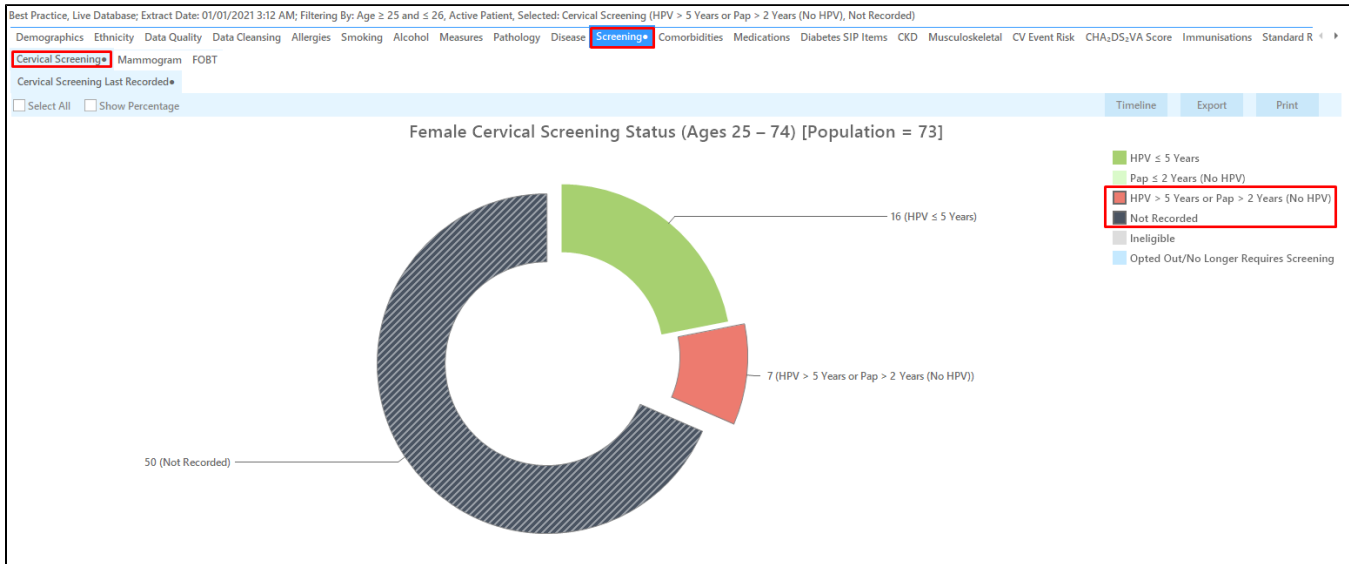 Best Practice, Live Database; Extract Date: 01/01/2021 3:12 AM; Filtering By: Age ≥ 25 and ≤ 26, Active Patient, Selected: Cervical Screening (HPV > 5 Years or Pap > 2 Years (No HPV), Not Recorded)
Demographics Ethnicity Data Quality Data Cleansing Allergies Smoking Alcohol Measures Pathology Disease Screening• Comorbidities Medications Diabetes SIP Items CKD Musculoskeletal CV Event Risk CHA₂DS₂VA Score Immunisations Standard R
Cervical Screening• Mammogram FOBT
Cervical Screening Last Recorded•
Select All Show Percentage Timeline Export Print
Female Cervical Screening Status (Ages 25 – 74) [Population = 73]
HPV ≤ 5 Years
Pap ≤ 2 Years (No HPV)
HPV > 5 Years or Pap > 2 Years (No HPV)
Not Recorded
Ineligible
Opted Out/No Longer Requires Screening
16 (HPV ≤ 5 Years)
7 (HPV > 5 Years or Pap > 2 Years (No HPV))
50 (Not Recorded)